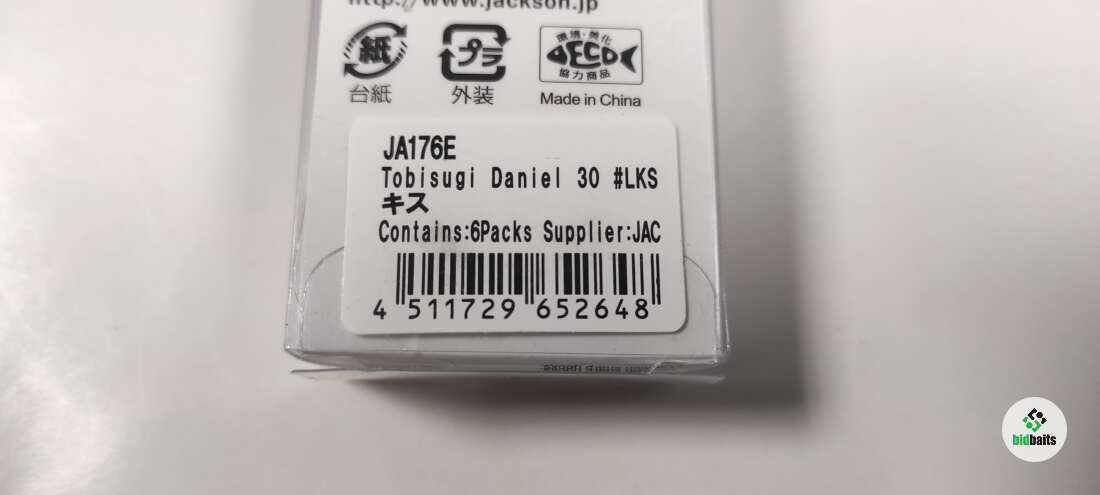 http://www.jackson.jp
紙
台紙
プラ
外装
環境・美化
ECO
協力商品
Made in China
JA176E
Tobisugi Daniel 30 #LKS
キス
Contains:6Packs Supplier:JAC
4 511729 652648
bidbaits